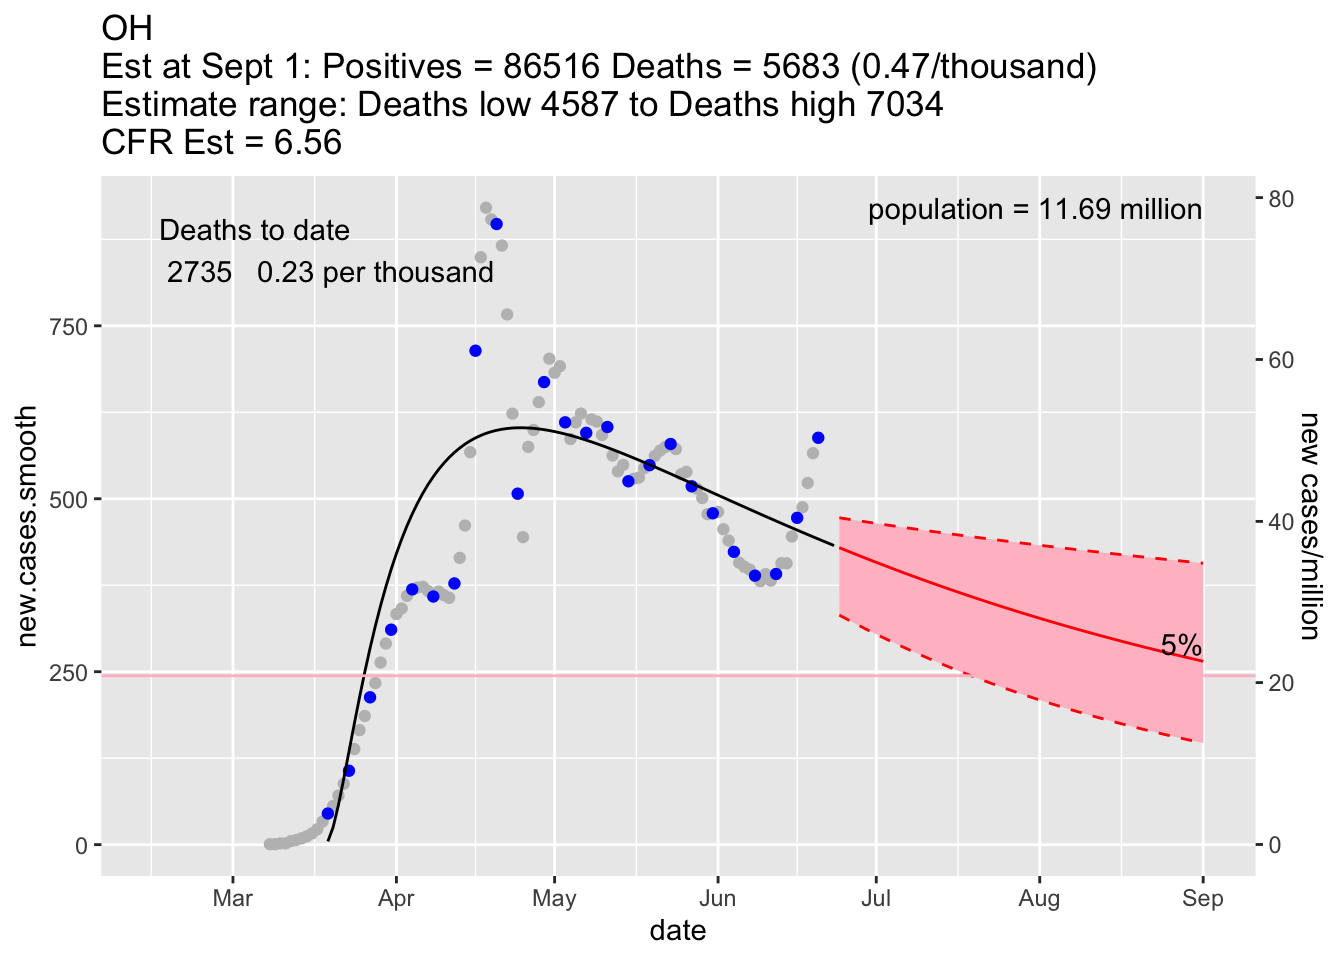 OH
Est at Sept 1: Positives = 86516 Deaths = 5683 (0.47/thousand)
Estimate range: Deaths low 4587 to Deaths high 7034
CFR Est = 6.56
Deaths to date
2735 0.23 per thousand
population = 11.69 million
5%
new.cases.smooth
750
500
250
0
80
60
40
20
0
new cases/million
Mar Apr May Jun Jul Aug Sep
date